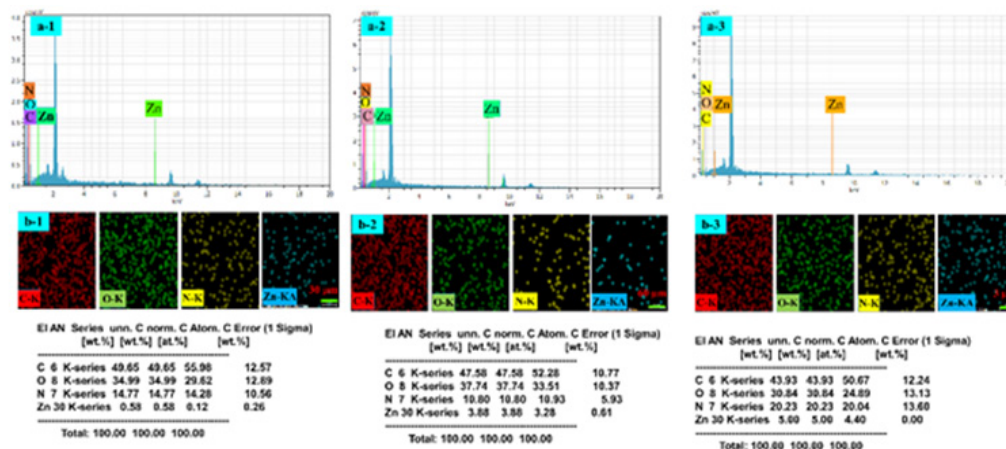 a-1
N
O
C
Zn
Zn
keV
a-2
N
O
C
Zn
Zn
keV
a-3
N
O
C
Zn
Zn
keV
b-1
C-K
O-K
N-K
Zn-KA
b-2
C-K
O-K
N-K
Zn-KA
b-3
C-K
O-K
N-K
Zn-KA
El AN Series unn. C norm. C Atom. C Error (1 Sigma)
[wt.%] [wt.%] [at.%] [wt.%]
C 6 K-series 49.65 49.65 55.98 12.57
O 8 K-series 34.99 34.99 29.62 12.89
N 7 K-series 14.77 14.77 14.28 10.56
Zn 30 K-series 0.58 0.58 0.12 0.26
Total: 100.00 100.00 100.00
El AN Series unn. C norm. C Atom. C Error (1 Sigma)
[wt.%] [wt.%] [at.%] [wt.%]
C 6 K-series 47.58 47.58 52.28 10.77
O 8 K-series 37.74 37.74 33.51 10.37
N 7 K-series 10.80 10.80 10.93 5.93
Zn 30 K-series 3.88 3.88 3.28 0.61
Total: 100.00 100.00 100.00
El AN Series unn. C norm. C Atom. C Error (1 Sigma)
[wt.%] [wt.%] [at.%] [wt.%]
C 6 K-series 43.93 43.93 50.67 12.24
O 8 K-series 30.84 30.84 24.89 13.13
N 7 K-series 20.23 20.23 20.04 13.60
Zn 30 K-series 5.00 5.00 4.40 0.00
Total: 100.00 100.00 100.00